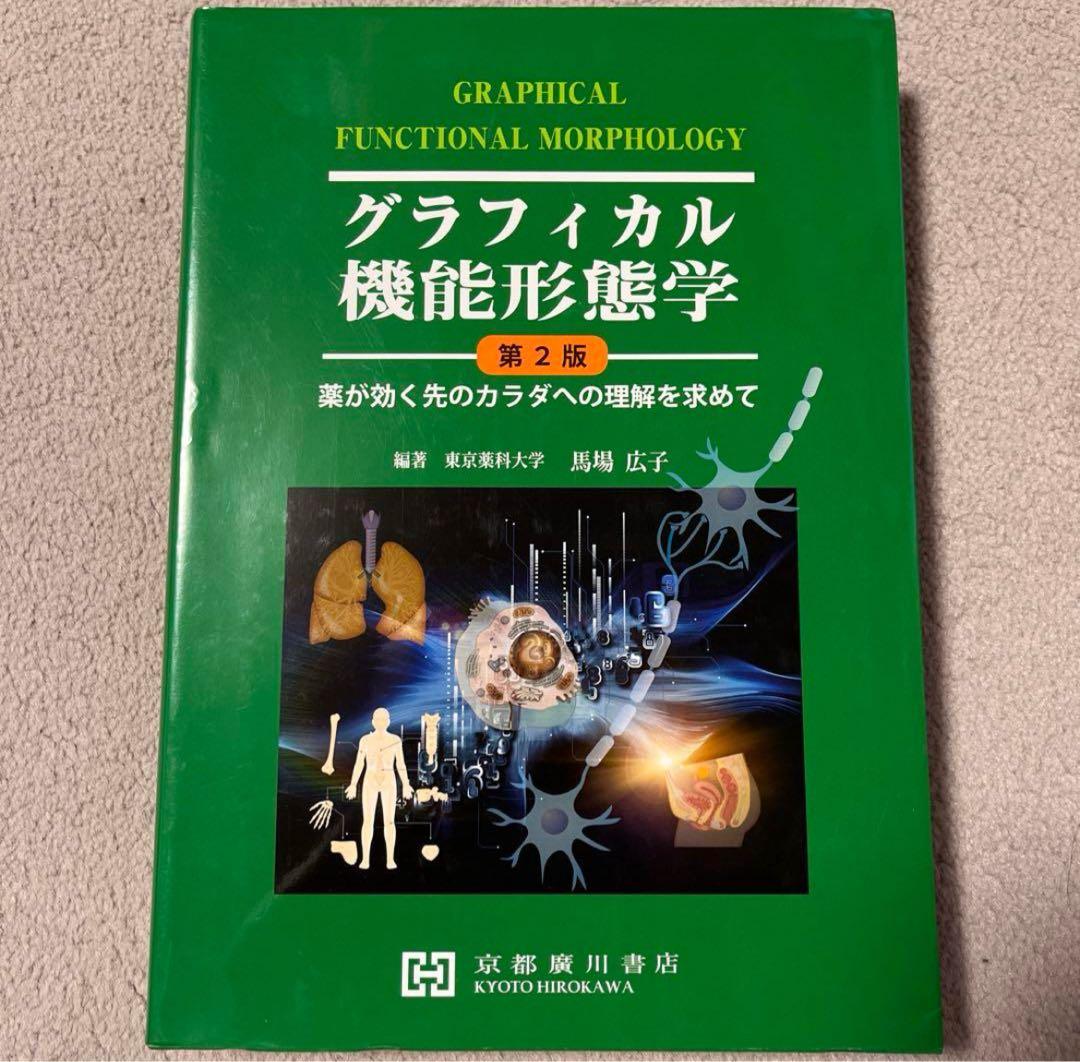 GRAPHICAL
FUNCTIONAL MORPHOLOGY
グラフィカル
機能形態学
第2版
薬が効く先のカラダへの理解を求めて
編著 東京薬科大学 馬場 広子
京都廣川書店
KYOTO HIROKAWA